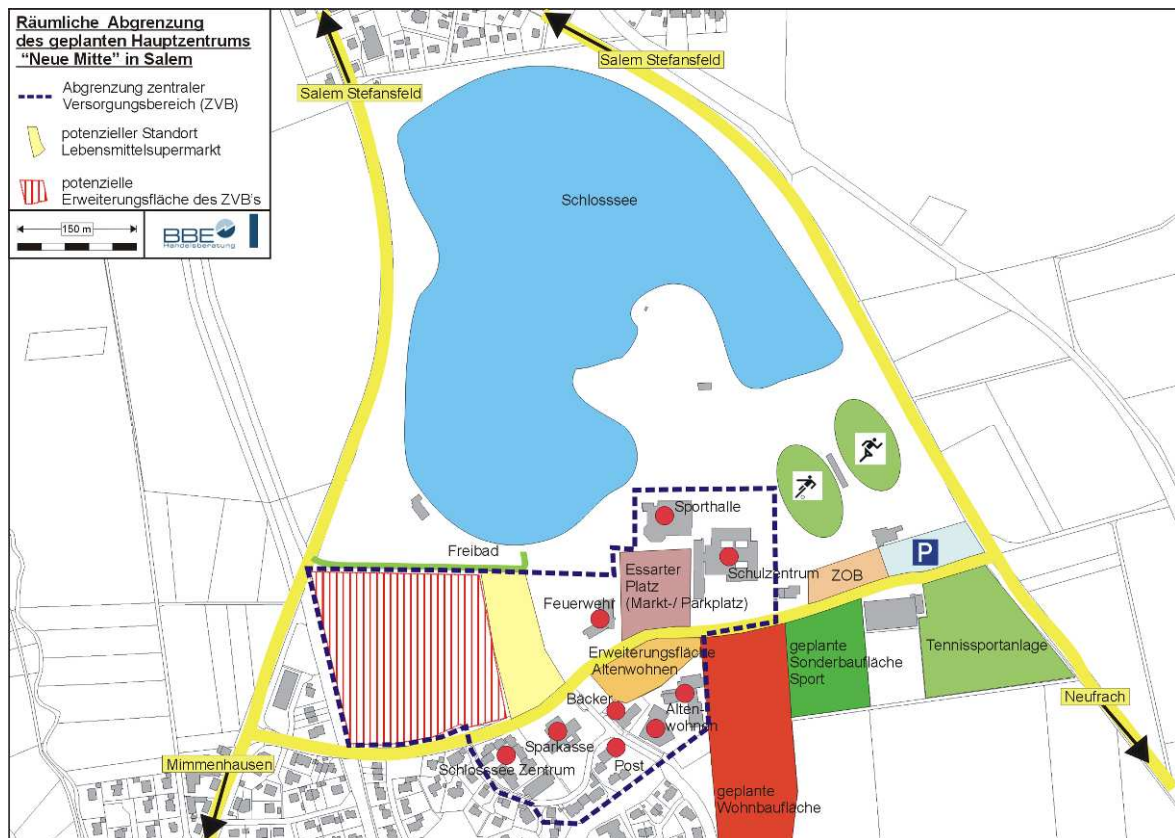 Räumliche Abgrenzung
des geplanten Hauptzentrums
"Neue Mitte" in Salem
Abgrenzung zentraler
Versorgungsbereich (ZVB)
potenzieller Standort
Lebensmittelsupermarkt
potenzielle
Erweiterungsfläche des ZVB's
150 m
BBE
Handelsberatung
Salem Stefansfeld
Salem Stefansfeld
Schlosssee
Sporthalle
Freibad
Essarter
Platz
(Markt-/ Parkplatz)
Schulzentrum
ZOB
P
Feuerwehr
Erweiterungsfläche
Altenwohnen
geplante
Sonderbaufläche
Sport
Tennissportanlage
Neufrach
Bäcker
Alten-
wohnen
Sparkasse
Post
Schlosssee Zentrum
Mimmenhausen
geplante
Wohnbaufläche